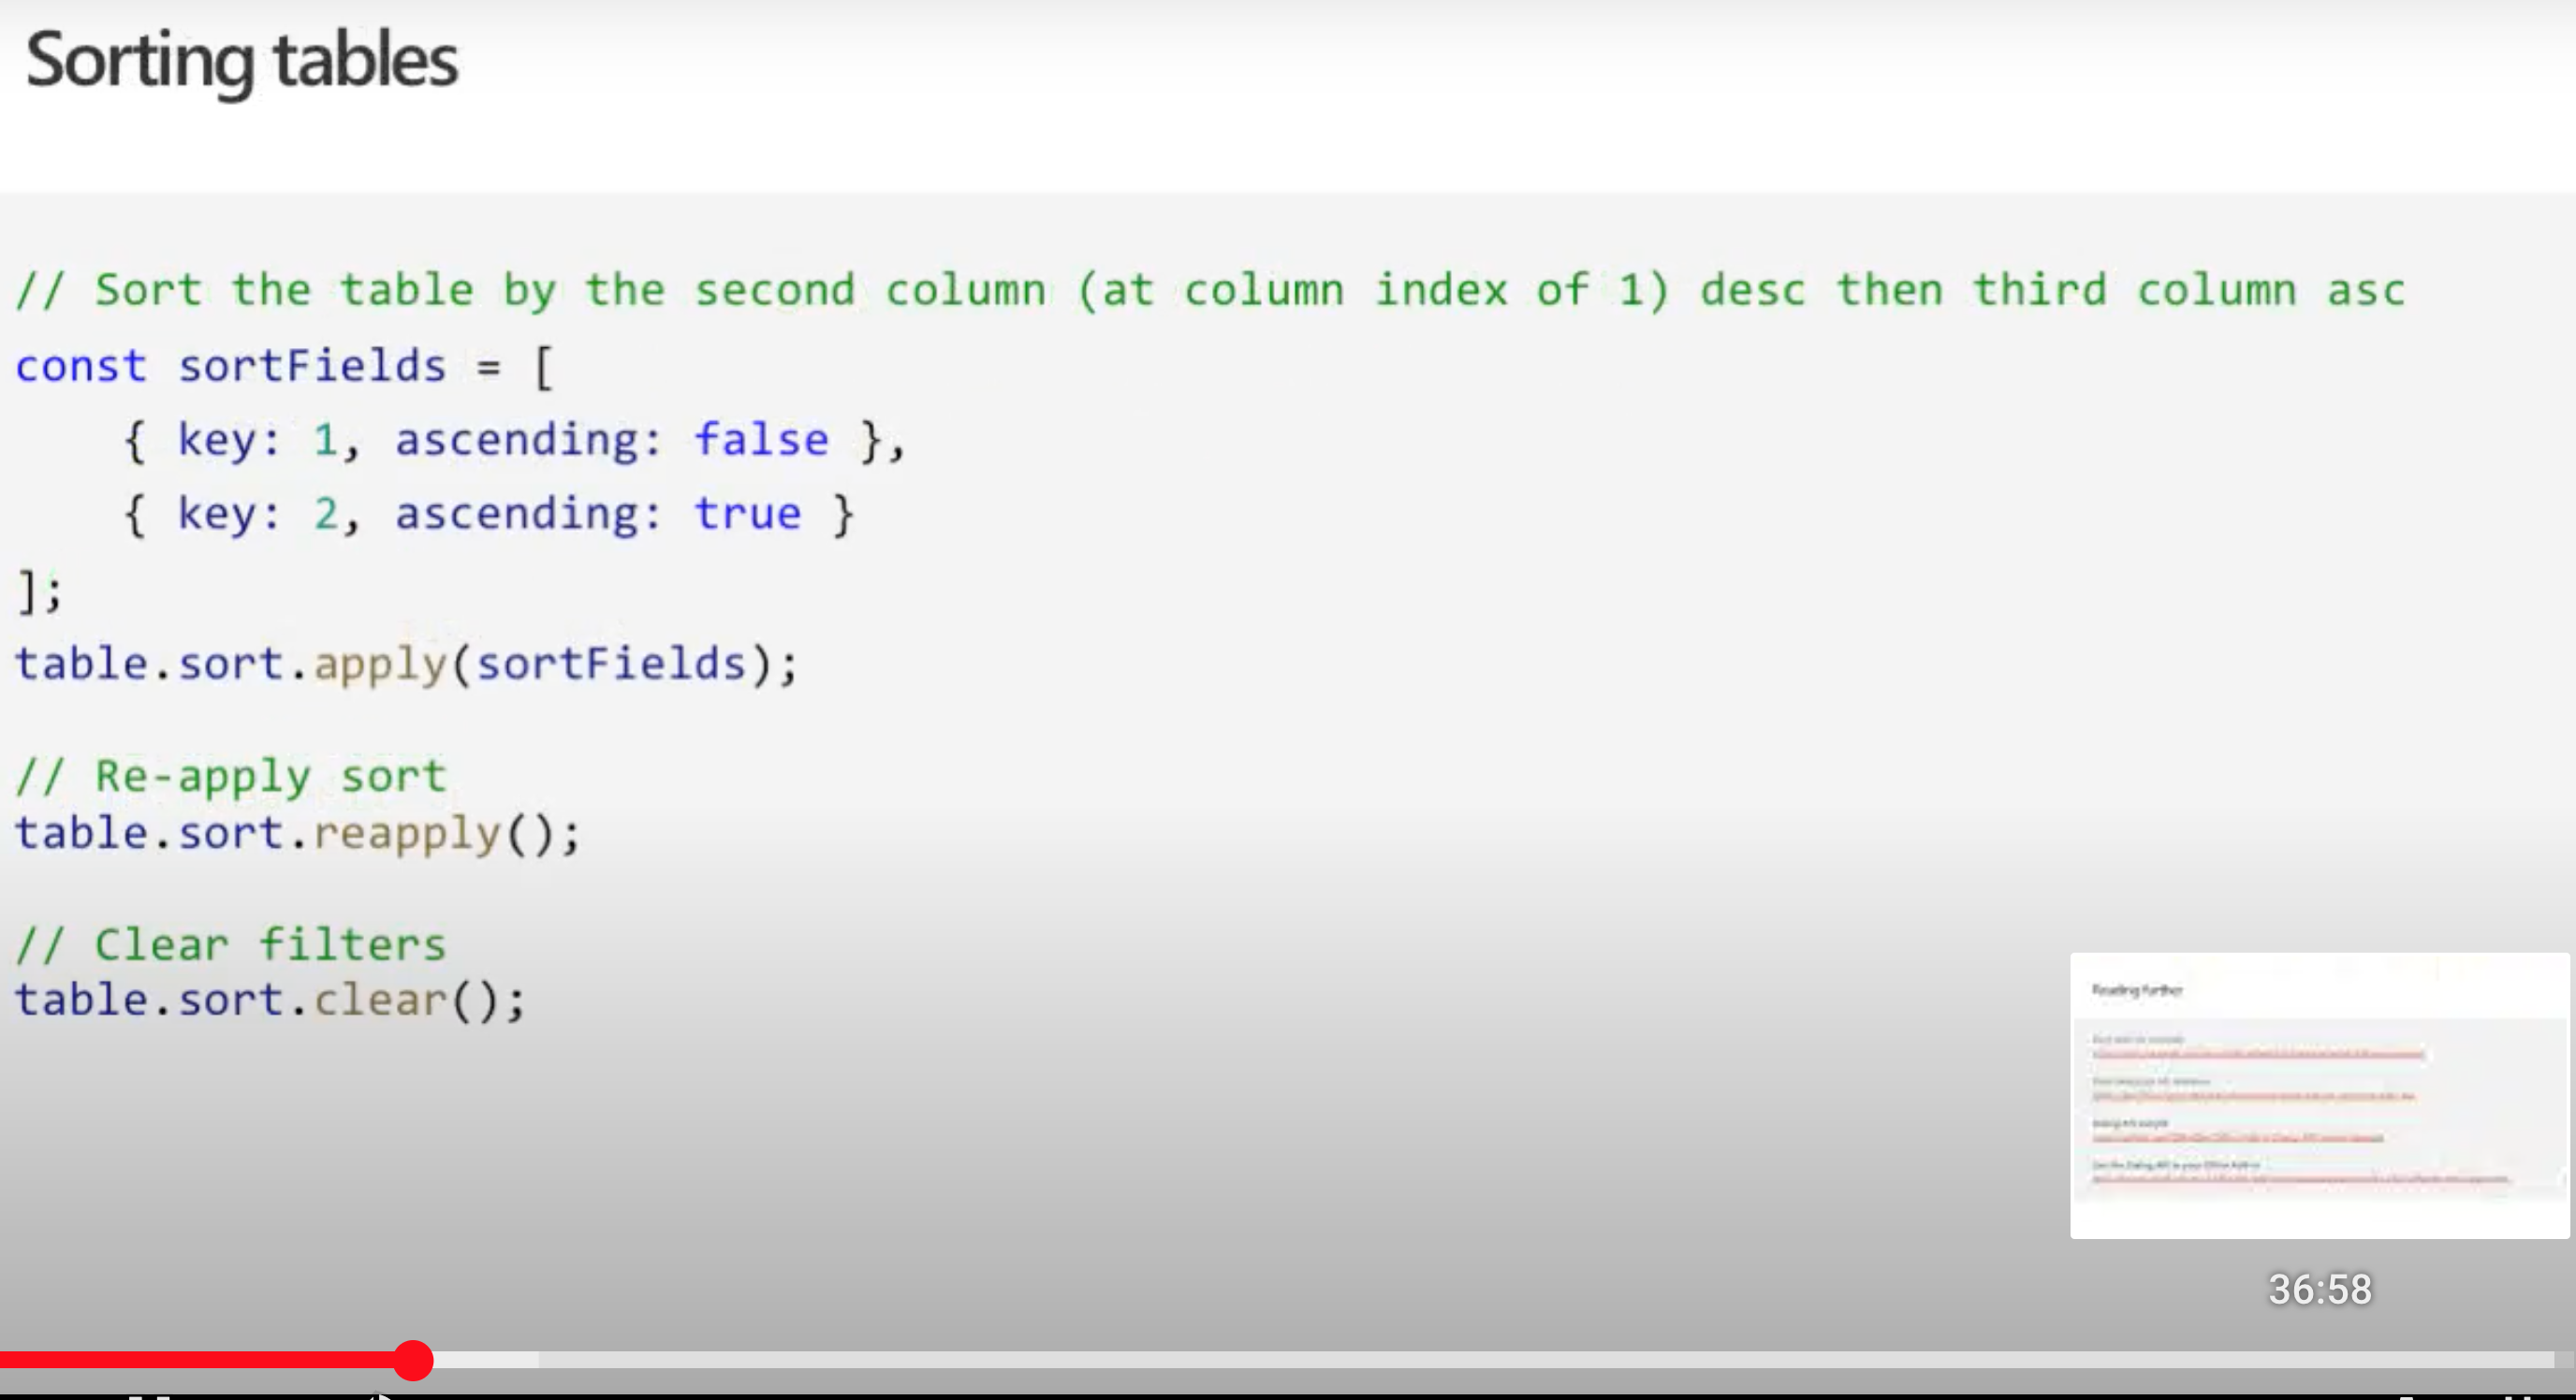 Sorting tables
// Sort the table by the second column (at column index of 1) desc then third column asc
const sortFields = [
    { key: 1, ascending: false },
    { key: 2, ascending: true }
];
table.sort.apply(sortFields);
// Re-apply sort
table.sort.reapply();
// Clear filters
table.sort.clear();
Reading further
36:58